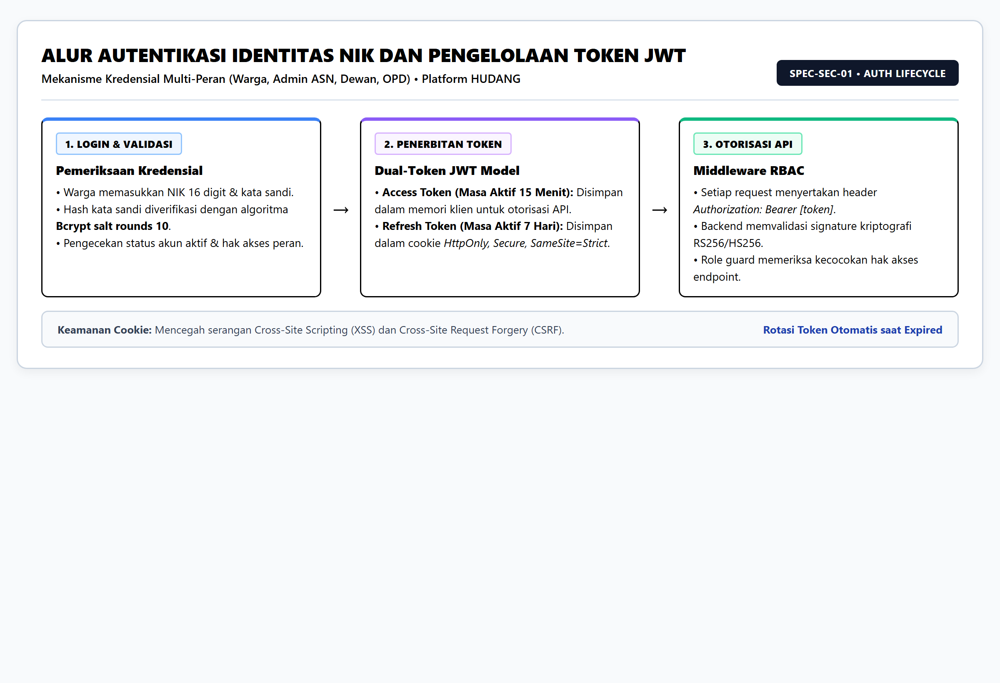 ALUR AUTENTIKASI IDENTITAS NIK DAN PENGELOLAAN TOKEN JWT
Mekanisme Kredensial Multi-Peran (Warga, Admin ASN, Dewan, OPD) • Platform HUDANG
SPEC-SEC-01 • AUTH LIFECYCLE
1. LOGIN & VALIDASI
Pemeriksaan Kredensial
• Warga memasukkan NIK 16 digit & kata sandi.
• Hash kata sandi diverifikasi dengan algoritma
Bcrypt salt rounds 10.
• Pengecekan status akun aktif & hak akses peran.
→
2. PENERBITAN TOKEN
Dual-Token JWT Model
• Access Token (Masa Aktif 15 Menit): Disimpan
dalam memori klien untuk otorisasi API.
• Refresh Token (Masa Aktif 7 Hari): Disimpan
dalam cookie HttpOnly, Secure, SameSite=Strict.
→
3. OTORISASI API
Middleware RBAC
• Setiap request menyertakan header
Authorization: Bearer [token].
• Backend memvalidasi signature kriptografi
RS256/HS256.
• Role guard memeriksa kecocokan hak akses
endpoint.
Keamanan Cookie: Mencegah serangan Cross-Site Scripting (XSS) dan Cross-Site Request Forgery (CSRF).
Rotasi Token Otomatis saat Expired